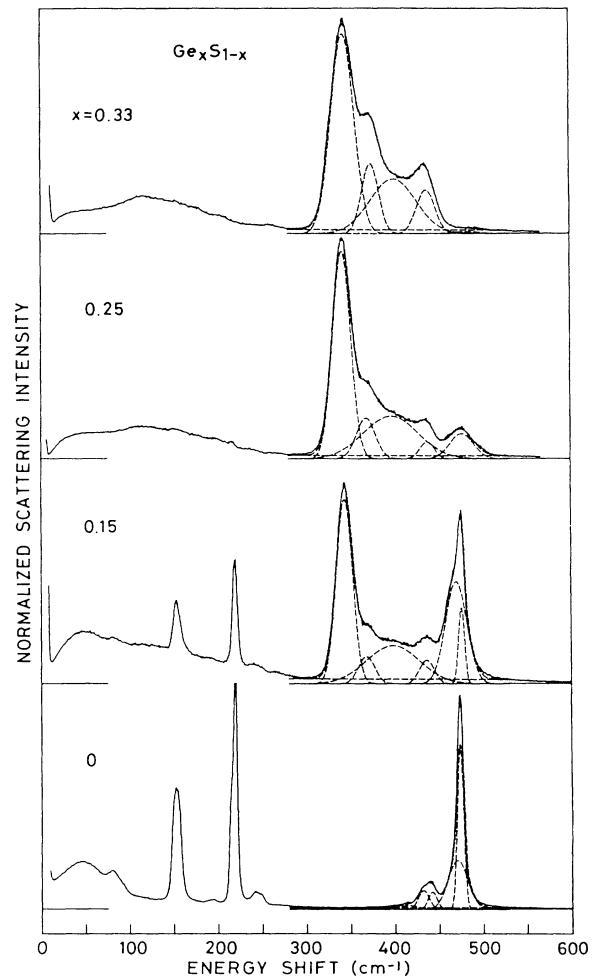 GeₓS₁₋ₓ
x=0.33
0.25
0.15
0
NORMALIZED SCATTERING INTENSITY
0 100 200 300 400 500 600
ENERGY SHIFT (cm⁻¹)